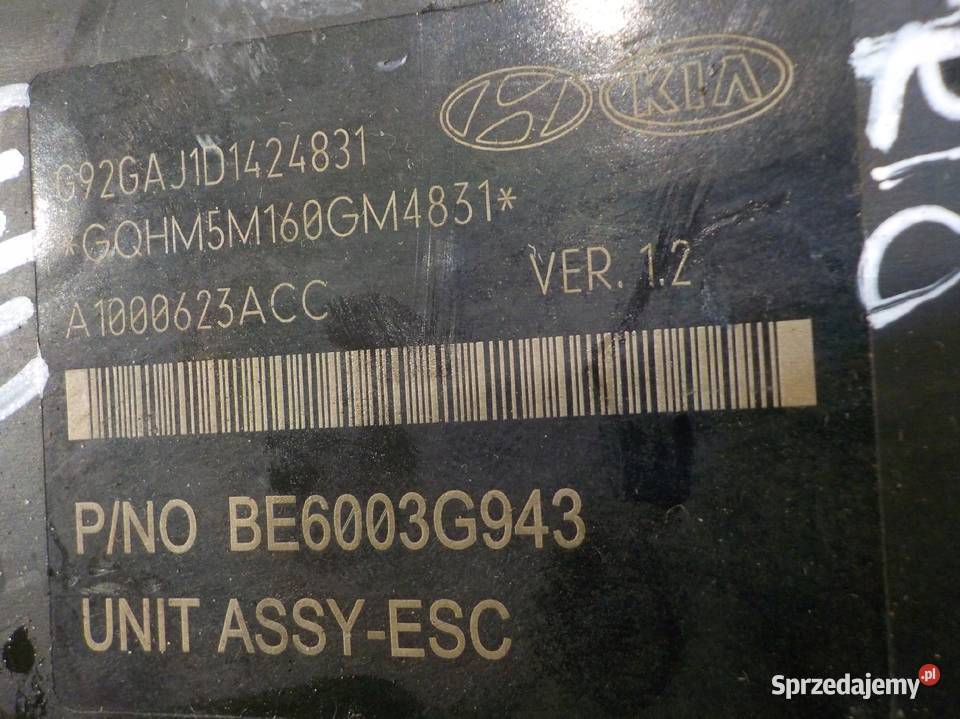 KIA
G92GAJ1D1424831
*GQHM5M160GM4831*
A1000623ACC
VER. 1.2
P/NO BE6003G943
UNIT ASSY-ESC
Sprzedajemy.pl